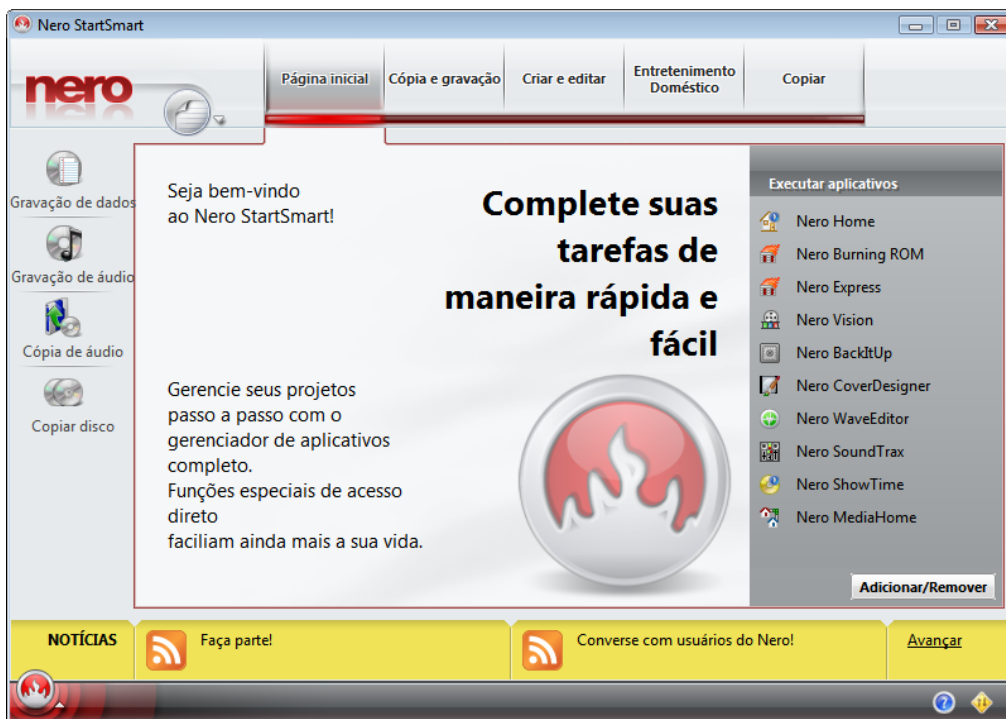 Nero StartSmart
nero
Página inicial
Cópia e gravação
Criar e editar
Entretenimento
Doméstico
Copiar
Gravação de dados
Gravação de áudio
Cópia de áudio
Copiar disco
Seja bem-vindo
ao Nero StartSmart!
Complete suas
tarefas de
maneira rápida e
fácil
Gerencie seus projetos
passo a passo com o
gerenciador de aplicativos
completo.
Funções especiais de acesso
direto
faciliam ainda mais a sua vida.
Executar aplicativos
Nero Home
Nero Burning ROM
Nero Express
Nero Vision
Nero BackItUp
Nero CoverDesigner
Nero WaveEditor
Nero SoundTrax
Nero ShowTime
Nero MediaHome
Adicionar/Remover
NOTÍCIAS
Faça parte!
Converse com usuários do Nero!
Avançar